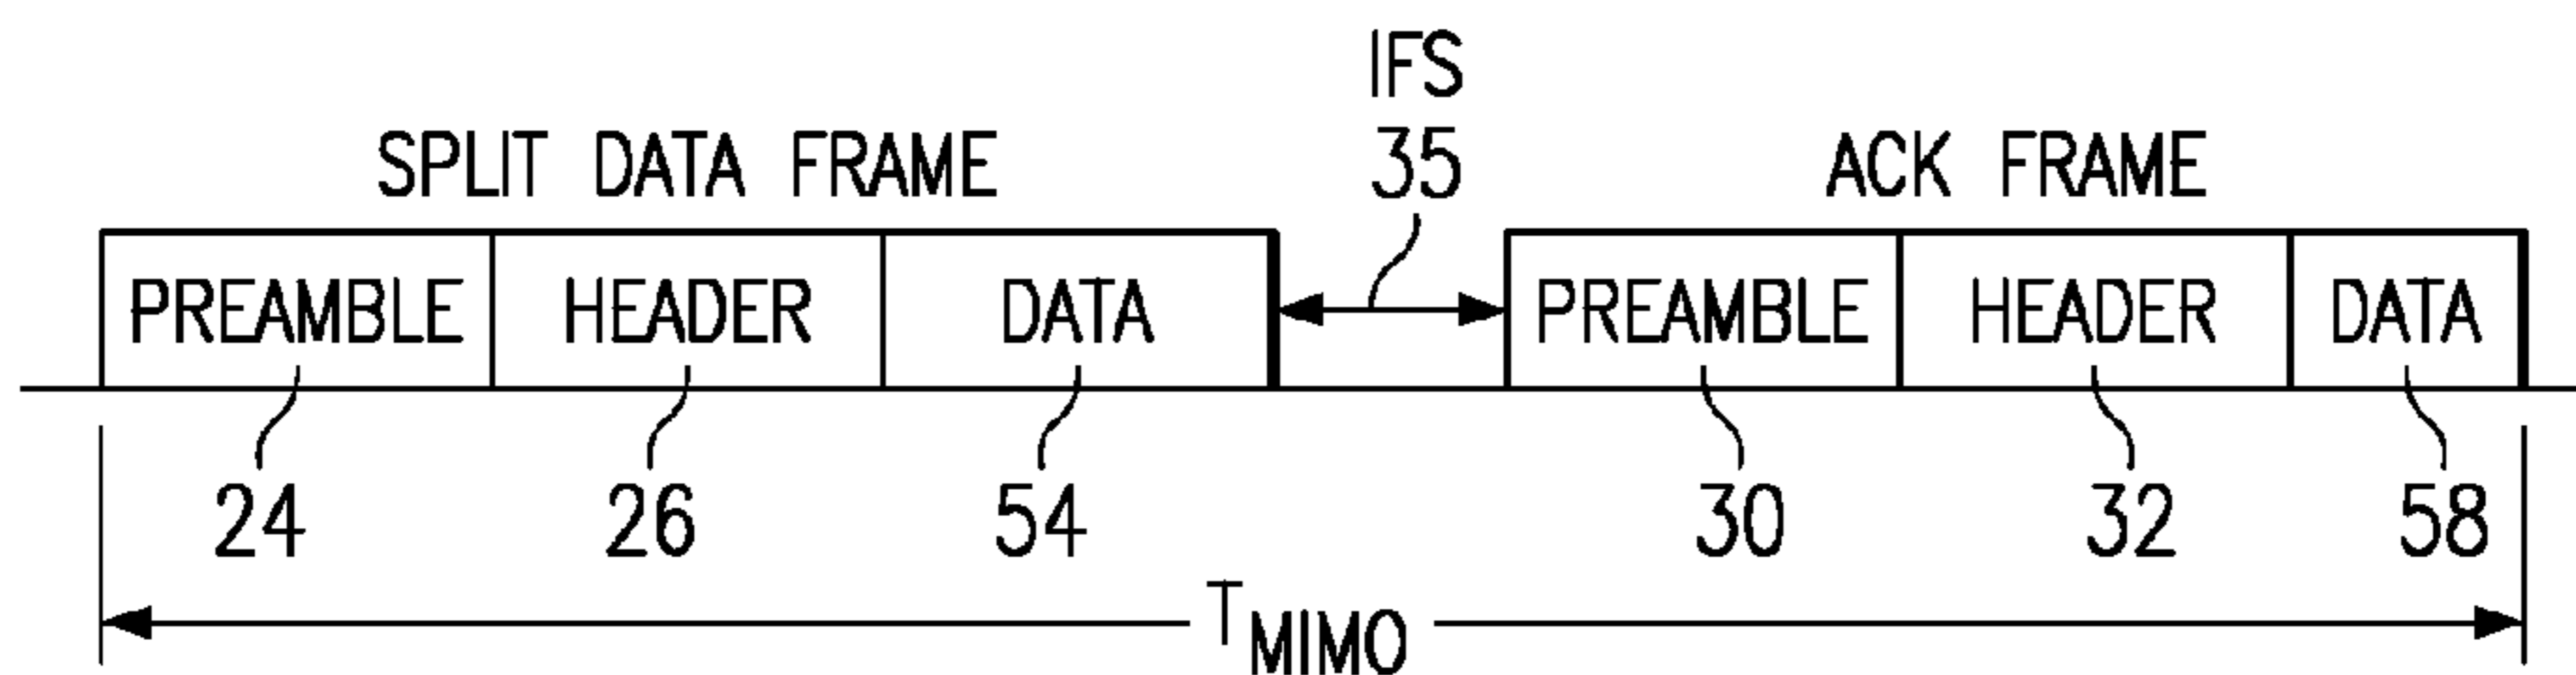 IFS
SPLIT DATA FRAME 35 ACK FRAME
PREAMBLE HEADER DATA PREAMBLE HEADER DATA
24 26 54 30 32 58
TMIMO